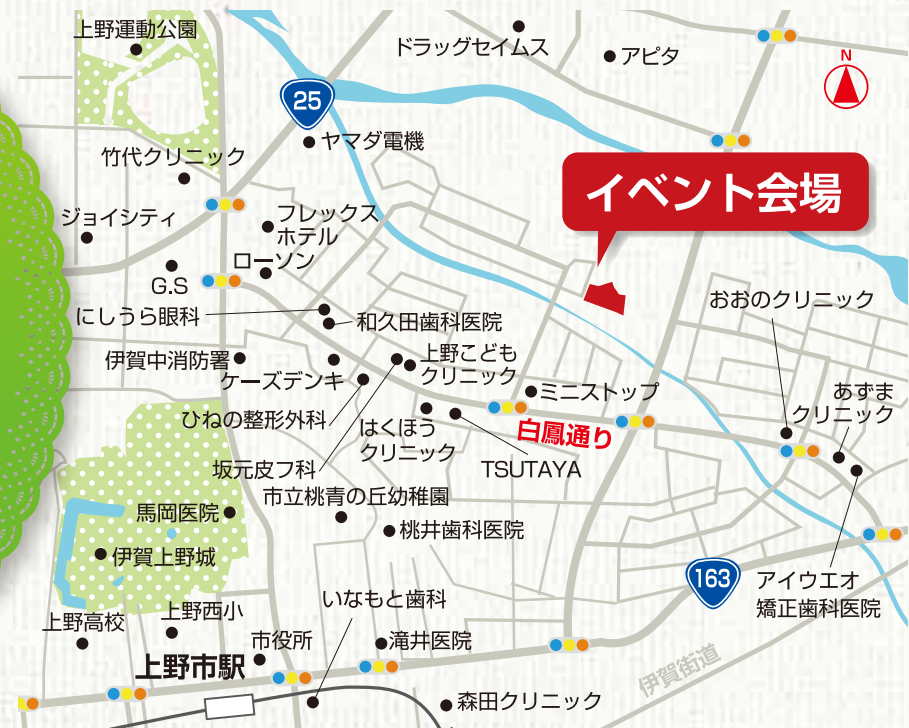 上野運動公園
ドラッグセイムス
アピタ
N
25
ヤマダ電機
竹代クリニック
イベント会場
ジョイシティ
フレックス
ホテル
ローソン
G.S
おおのクリニック
にしうら眼科
和久田歯科医院
伊賀中消防署
上野こども
クリニック
ケーズデンキ
ミニストップ
あずま
クリニック
ひねの整形外科
はくほう
クリニック
白鳳通り
坂元皮フ科
TSUTAYA
市立桃青の丘幼稚園
馬岡医院
桃井歯科医院
伊賀上野城
163
アイウエオ
矯正歯科医院
いなもと歯科
上野高校
上野西小
市役所
滝井医院
上野市駅
伊賀街道
森田クリニック